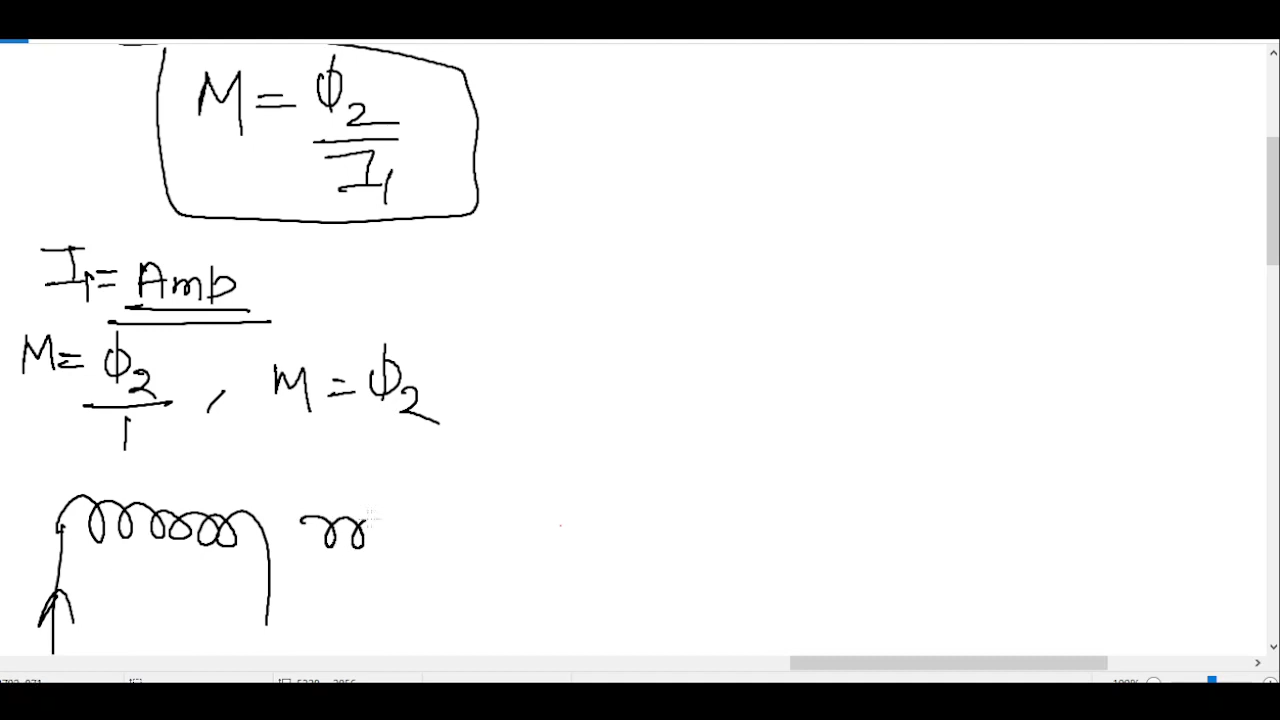 M = ϕ₂
I₁
I₁ = Amp
M = ϕ₂ , M = ϕ₂
1